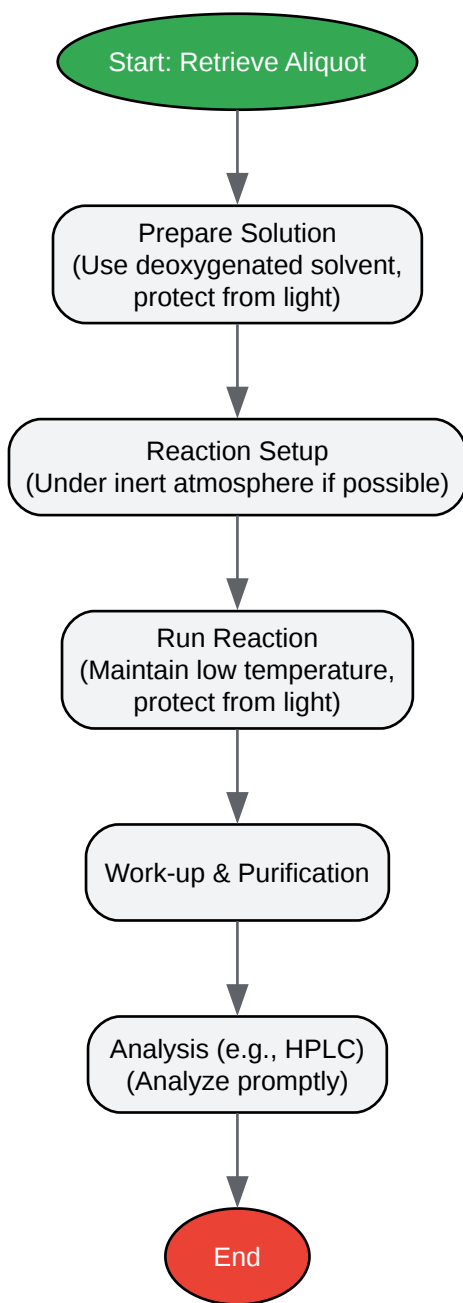 Start: Retrieve Aliquot
Prepare Solution
(Use deoxygenated solvent,
protect from light)
Reaction Setup
(Under inert atmosphere if possible)
Run Reaction
(Maintain low temperature,
protect from light)
Work-up & Purification
Analysis (e.g., HPLC)
(Analyze promptly)
End